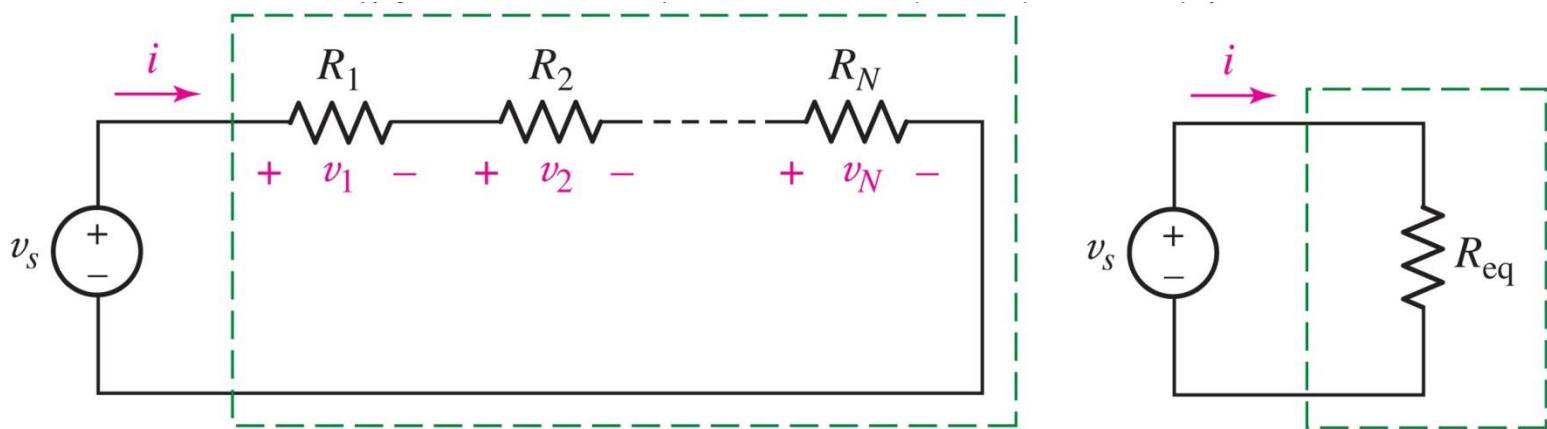 i
R1 R2 RN
+ v1 − + v2 − + vN −
vs
+
−
i
vs
+
−
Req